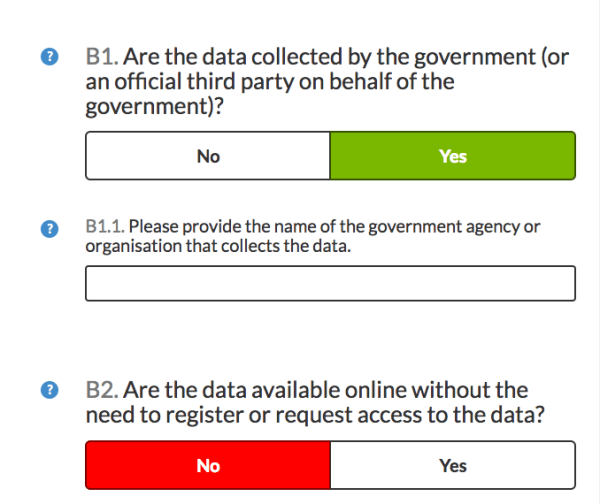 ? B1. Are the data collected by the government (or
an official third party on behalf of the
government)?
No Yes
? B1.1. Please provide the name of the government agency or
organisation that collects the data.
? B2. Are the data available online without the
need to register or request access to the data?
No Yes